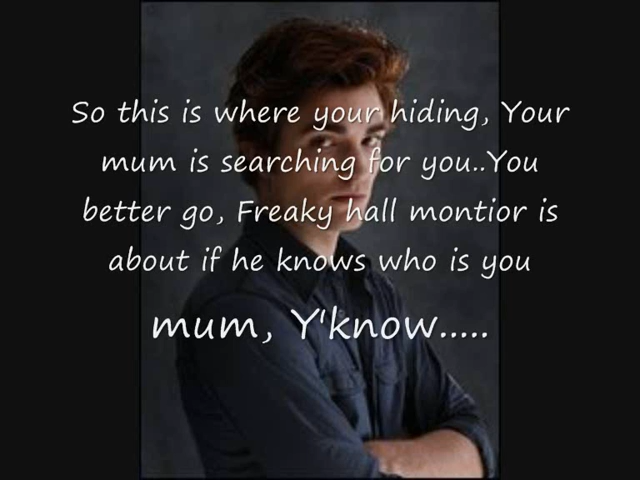 So this is where your hiding, Your
mum is searching for you..You
better go, Freaky hall montior is
about if he knows who is you
mum, Y'know.....